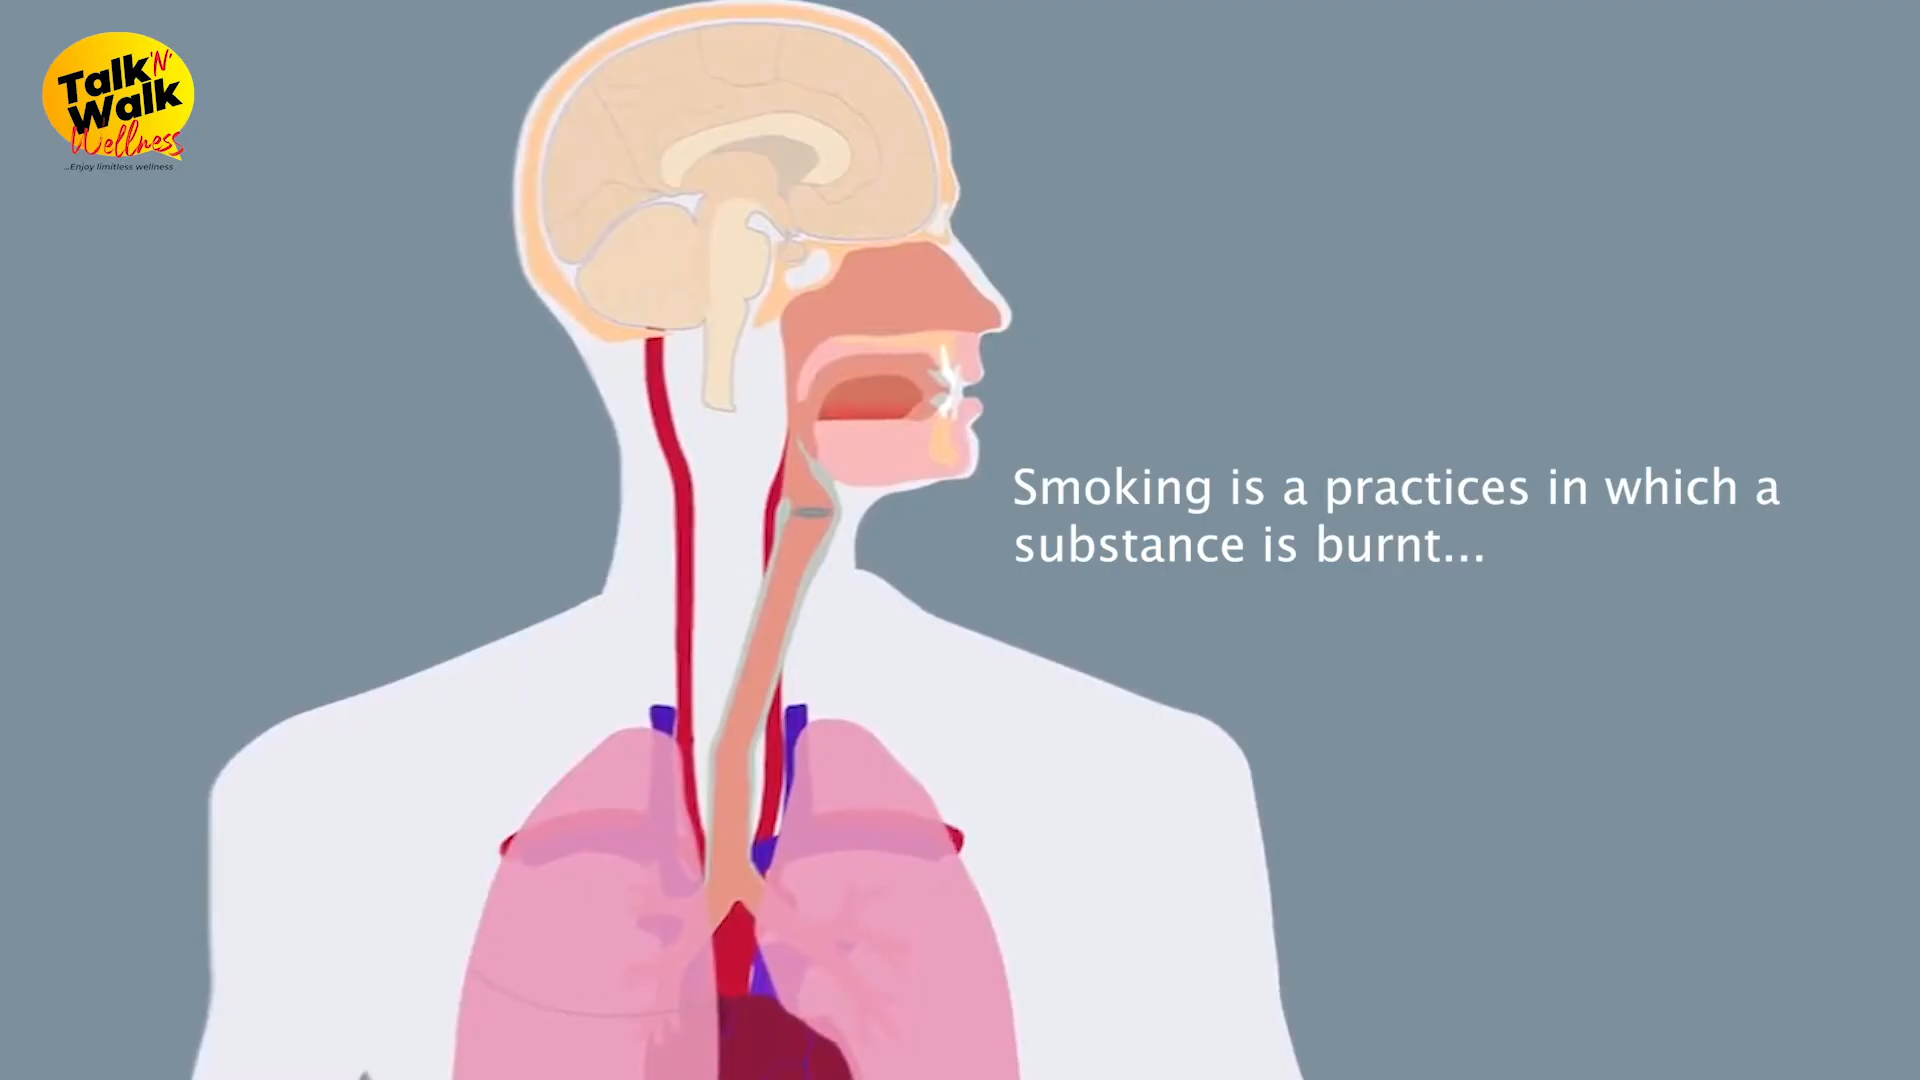 Talk 'N'
Walk
Wellness
...Enjoy limitless wellness
Smoking is a practices in which a
substance is burnt...